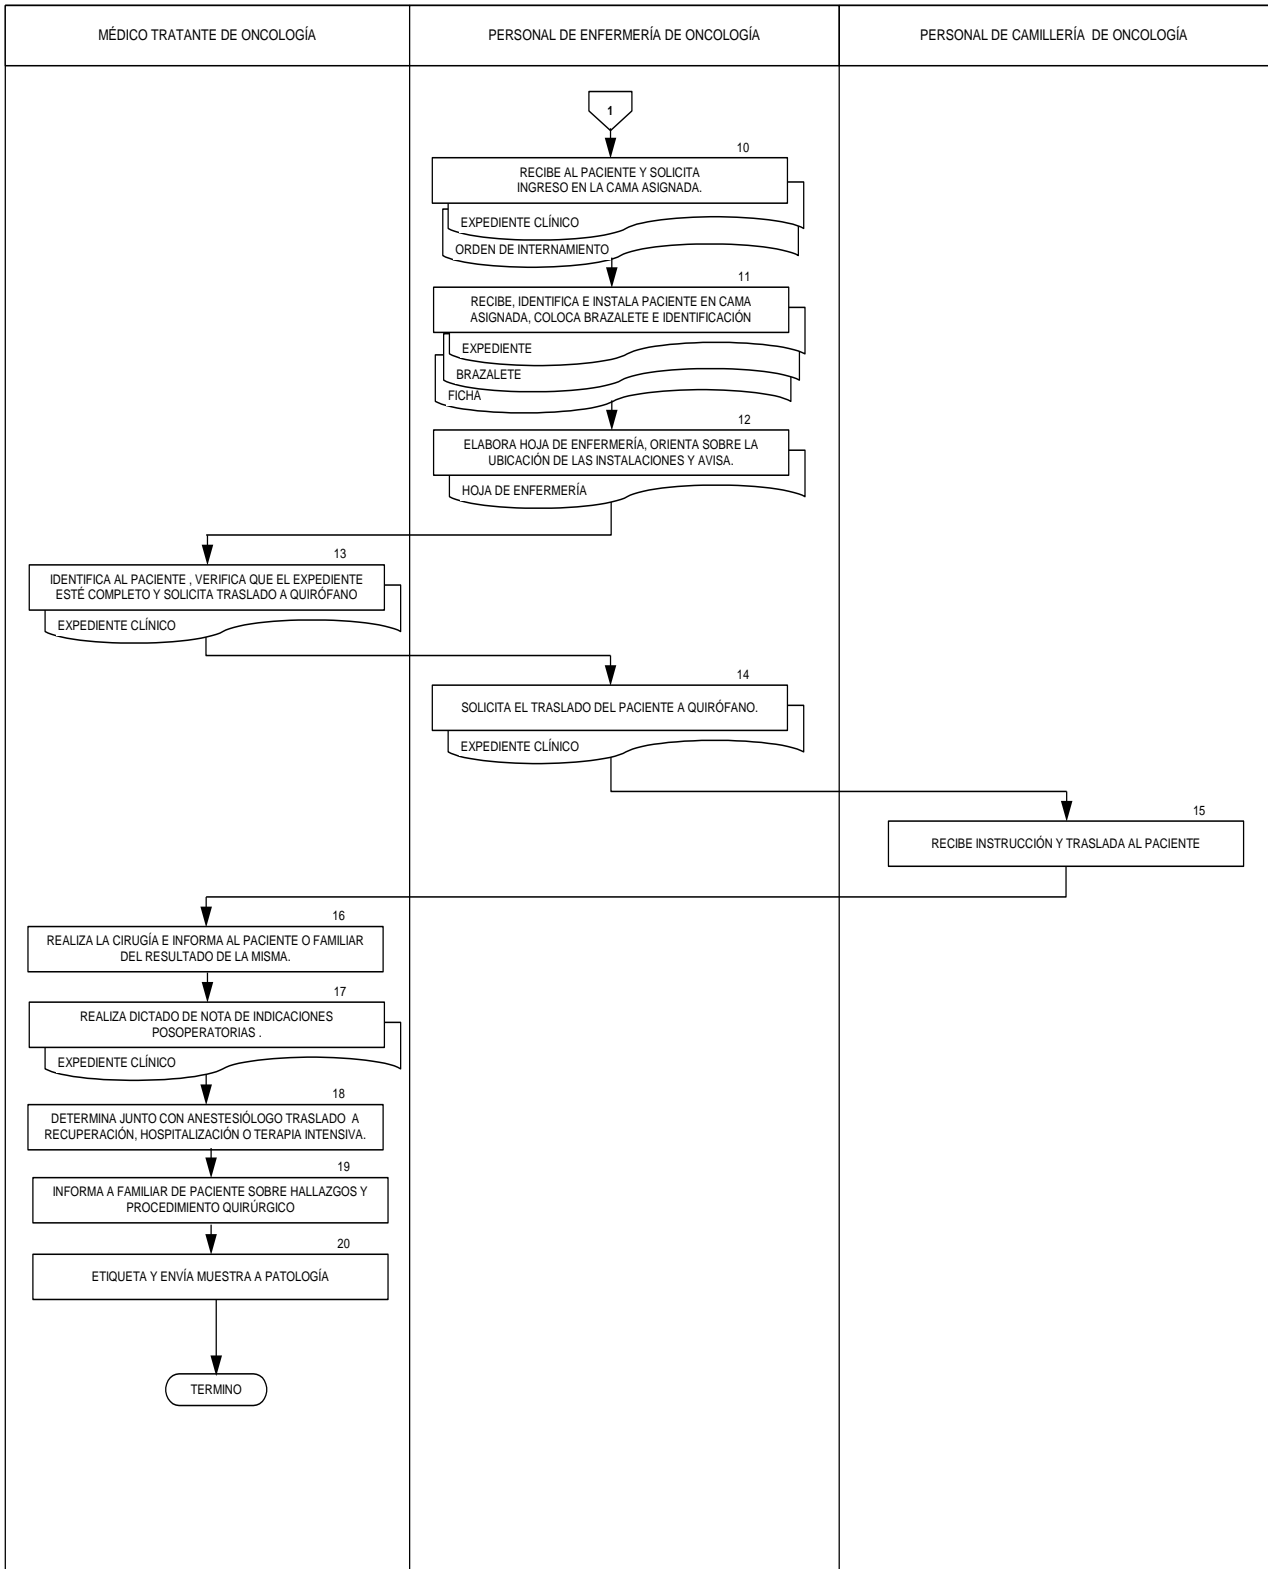 MÉDICO TRATANTE DE ONCOLOGÍA
PERSONAL DE ENFERMERÍA DE ONCOLOGÍA
PERSONAL DE CAMILLERÍA DE ONCOLOGÍA
1
10
RECIBE AL PACIENTE Y SOLICITA
INGRESO EN LA CAMA ASIGNADA.
EXPEDIENTE CLÍNICO
ORDEN DE INTERNAMIENTO
11
RECIBE, IDENTIFICA E INSTALA PACIENTE EN CAMA
ASIGNADA, COLOCA BRAZALETE E IDENTIFICACIÓN
EXPEDIENTE
BRAZALETE
FICHA
12
ELABORA HOJA DE ENFERMERÍA, ORIENTA SOBRE LA
UBICACIÓN DE LAS INSTALACIONES Y AVISA.
HOJA DE ENFERMERÍA
13
IDENTIFICA AL PACIENTE , VERIFICA QUE EL EXPEDIENTE
ESTÉ COMPLETO Y SOLICITA TRASLADO A QUIRÓFANO
EXPEDIENTE CLÍNICO
14
SOLICITA EL TRASLADO DEL PACIENTE A QUIRÓFANO.
EXPEDIENTE CLÍNICO
15
RECIBE INSTRUCCIÓN Y TRASLADA AL PACIENTE
16
REALIZA LA CIRUGÍA E INFORMA AL PACIENTE O FAMILIAR
DEL RESULTADO DE LA MISMA.
17
REALIZA DICTADO DE NOTA DE INDICACIONES
POSOPERATORIAS .
EXPEDIENTE CLÍNICO
18
DETERMINA JUNTO CON ANESTESIÓLOGO TRASLADO A
RECUPERACIÓN, HOSPITALIZACIÓN O TERAPIA INTENSIVA.
19
INFORMA A FAMILIAR DE PACIENTE SOBRE HALLAZGOS Y
PROCEDIMIENTO QUIRÚRGICO
20
ETIQUETA Y ENVÍA MUESTRA A PATOLOGÍA
TERMINO